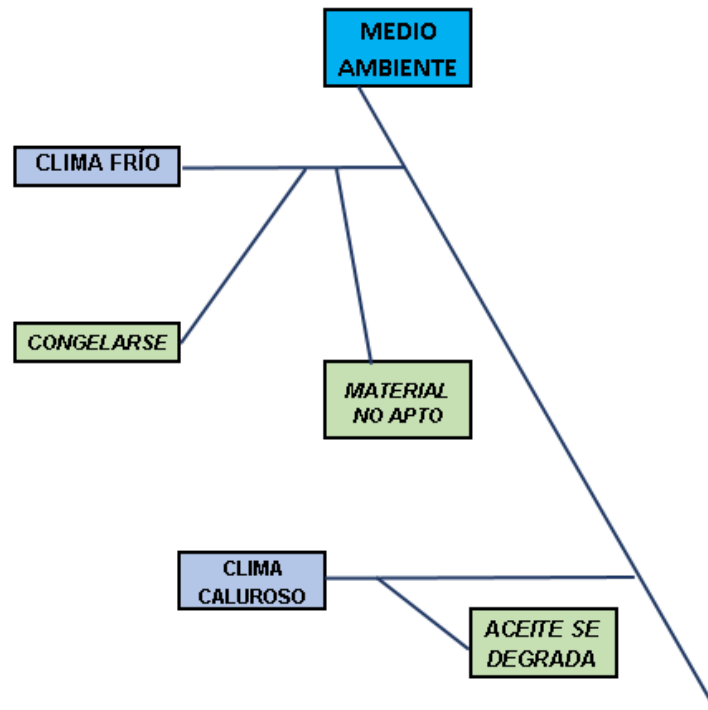 MEDIO
AMBIENTE
CLIMA FRÍO
CONGELARSE
MATERIAL
NO APTO
CLIMA
CALUROSO
ACEITE SE
DEGRADA